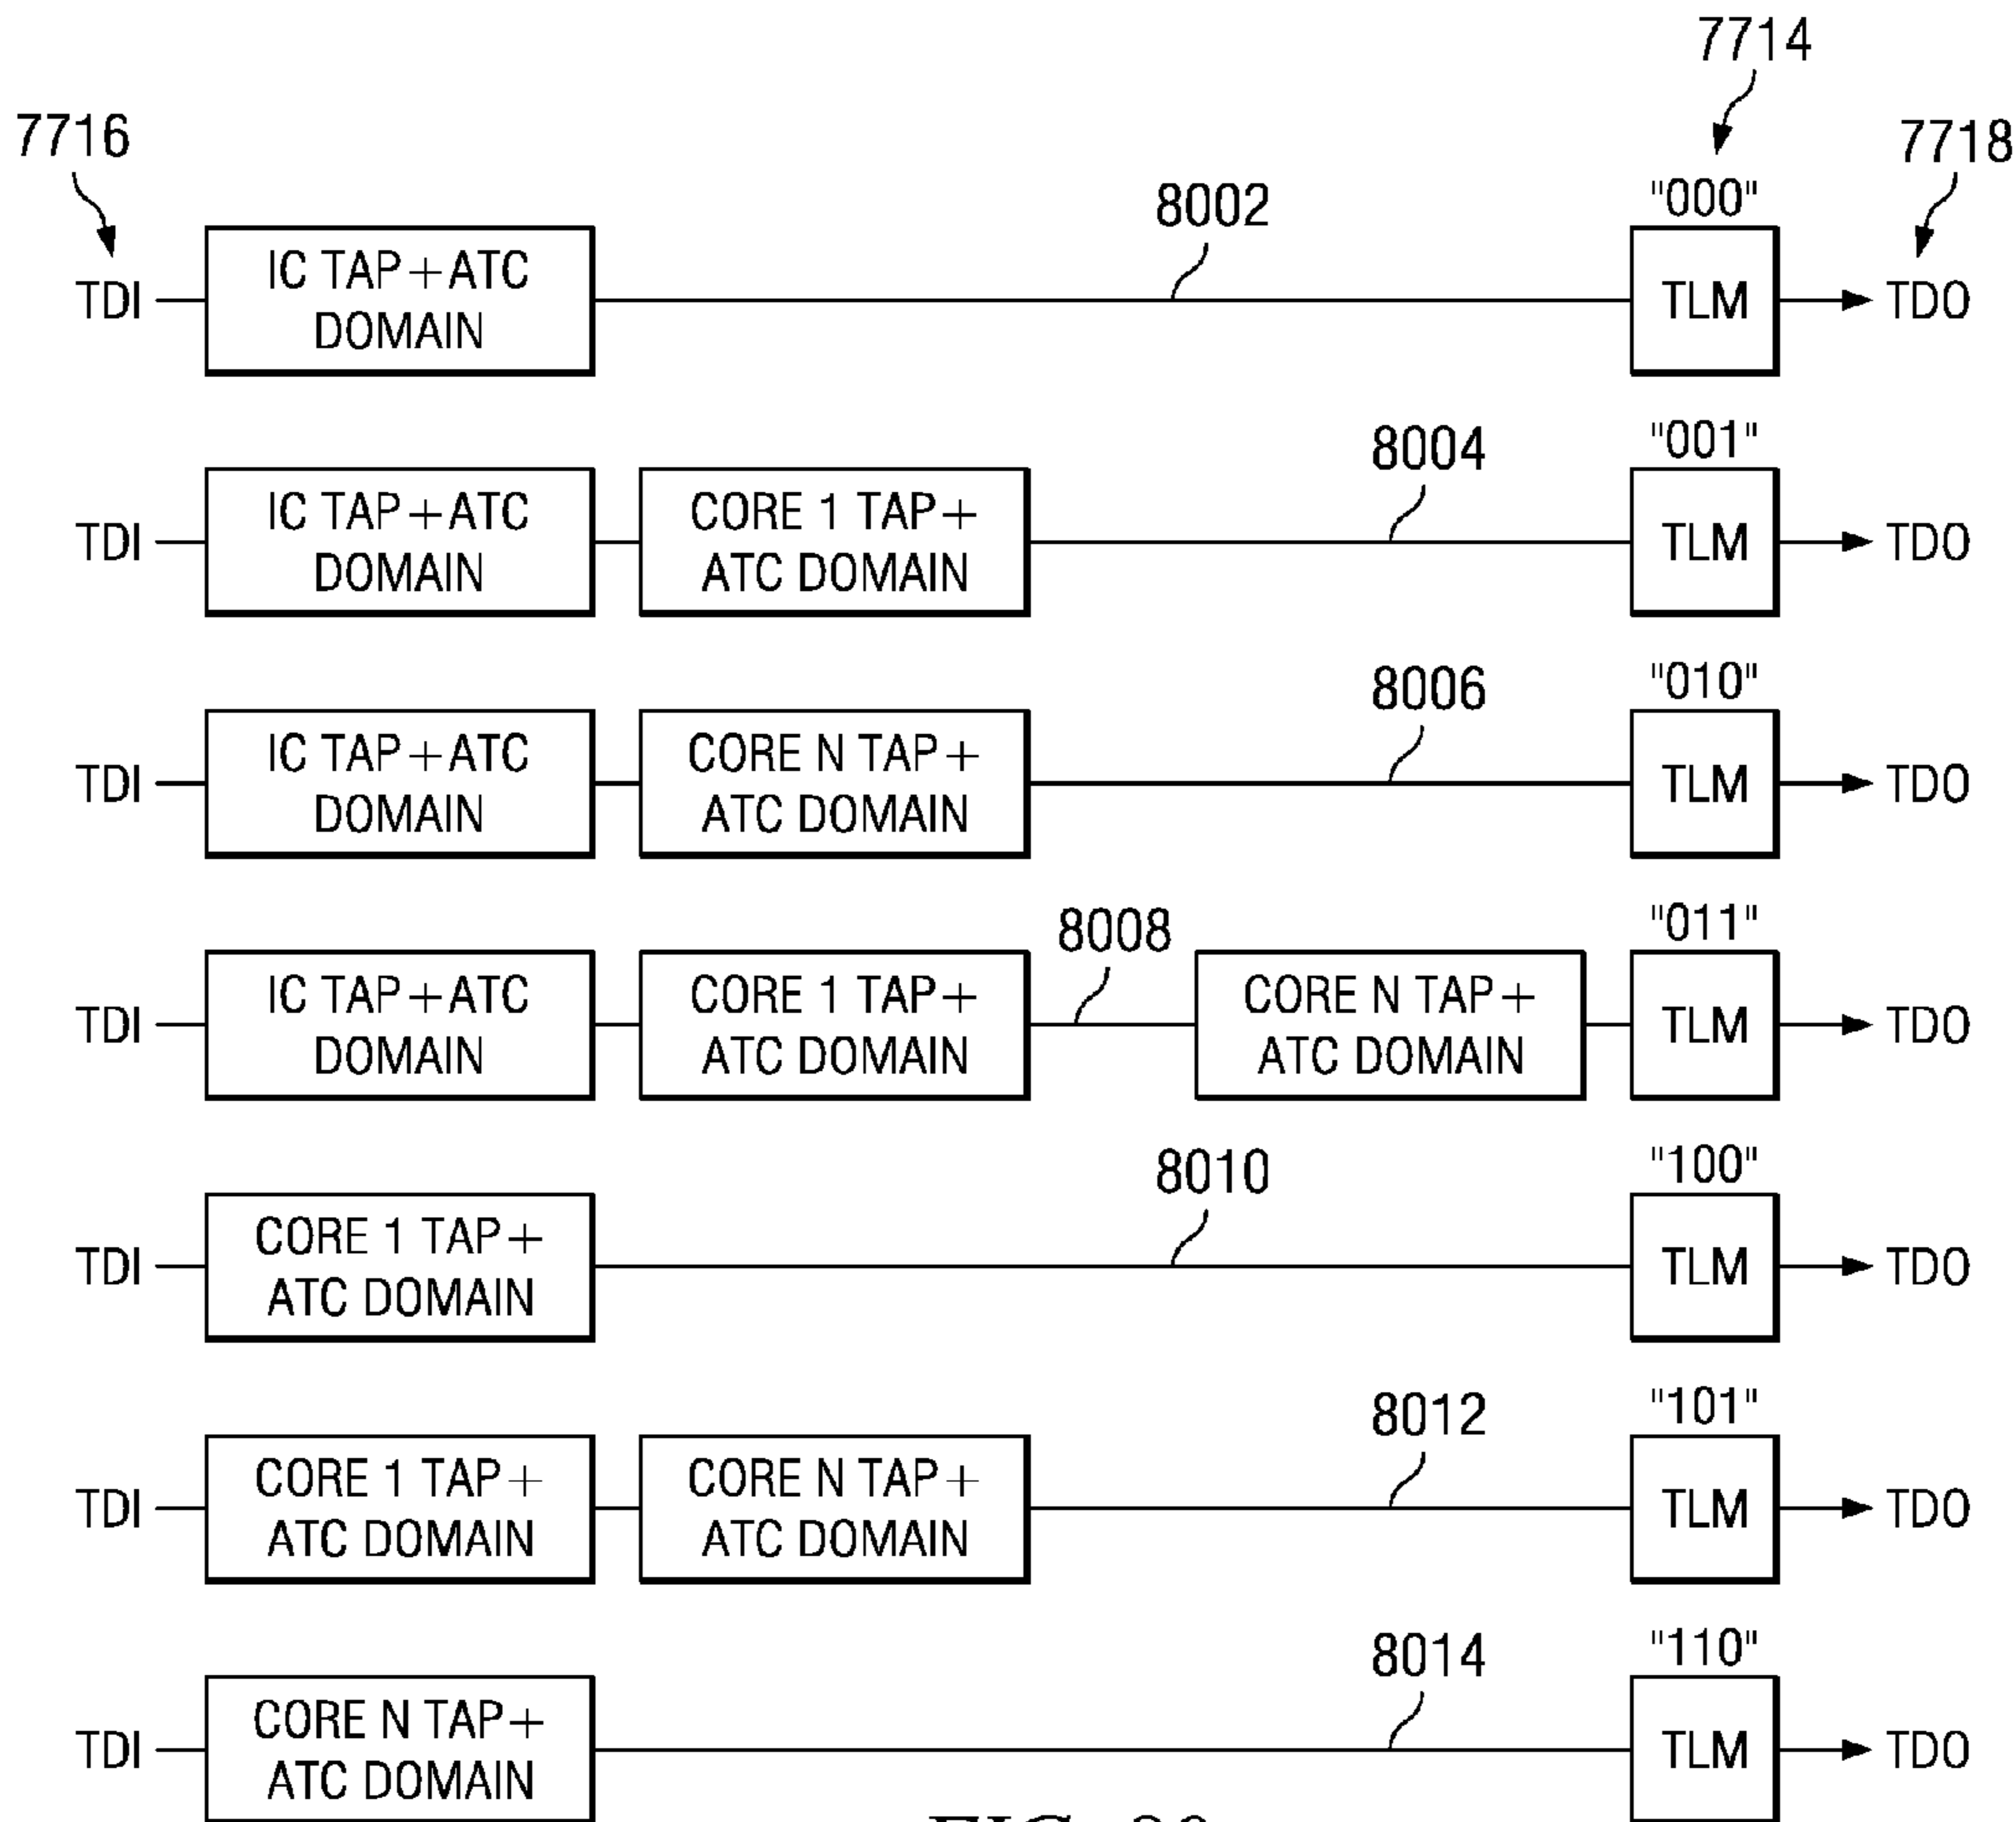 7714
7716
7718
8002
"000"
TDI
IC TAP+ATC
DOMAIN
TLM
TDO
8004
"001"
TDI
IC TAP+ATC
DOMAIN
CORE 1 TAP+
ATC DOMAIN
TLM
TDO
8006
"010"
TDI
IC TAP+ATC
DOMAIN
CORE N TAP+
ATC DOMAIN
TLM
TDO
8008
"011"
TDI
IC TAP+ATC
DOMAIN
CORE 1 TAP+
ATC DOMAIN
CORE N TAP+
ATC DOMAIN
TLM
TDO
8010
"100"
TDI
CORE 1 TAP+
ATC DOMAIN
TLM
TDO
8012
"101"
TDI
CORE 1 TAP+
ATC DOMAIN
CORE N TAP+
ATC DOMAIN
TLM
TDO
8014
"110"
TDI
CORE N TAP+
ATC DOMAIN
TLM
TDO